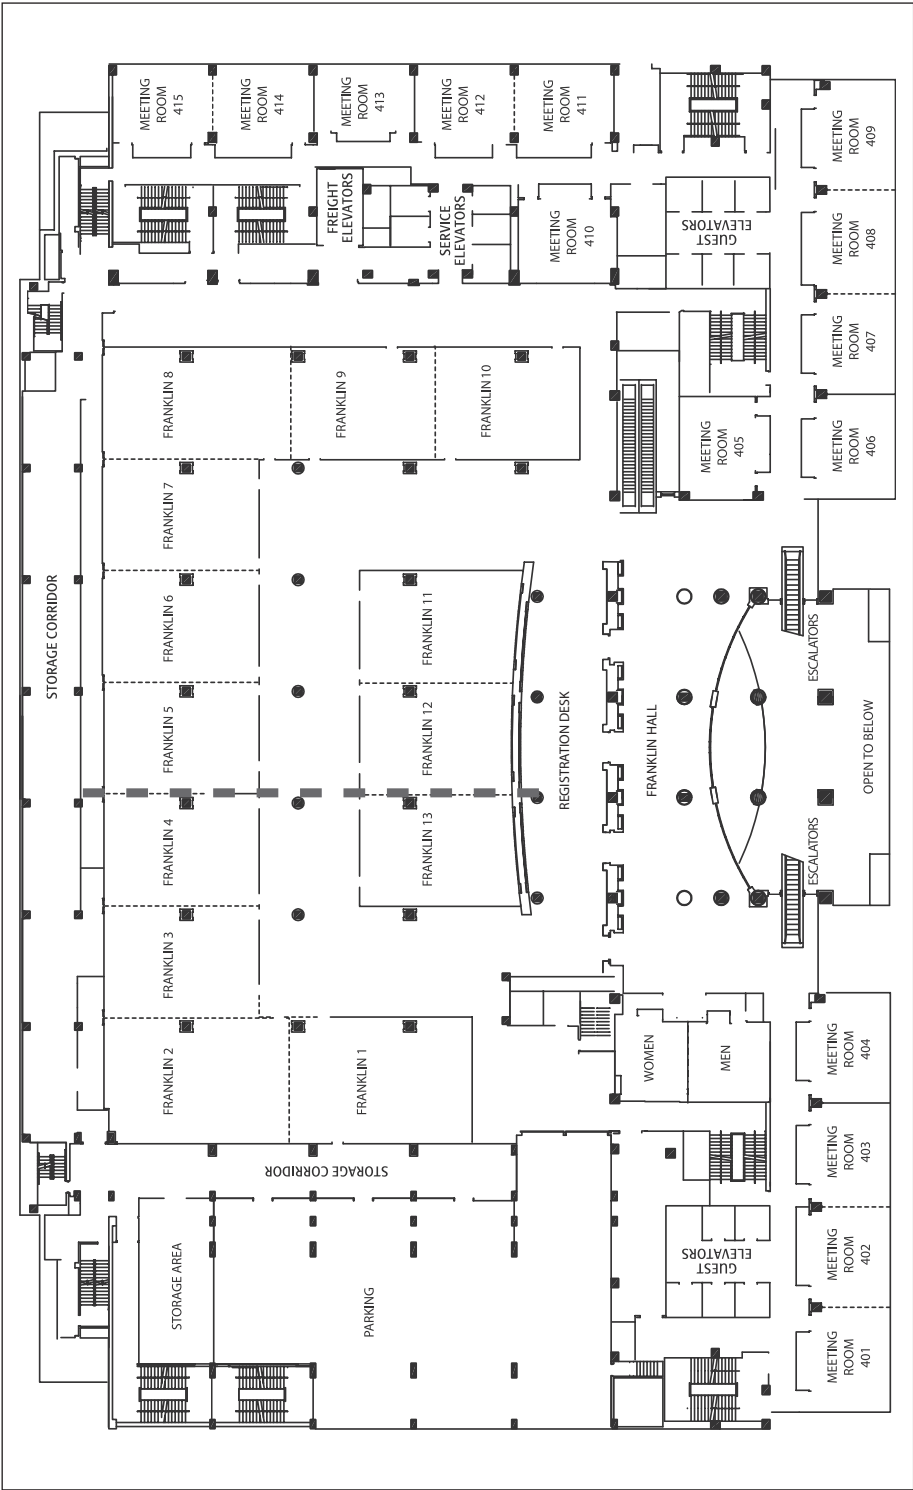 MEETING
ROOM
415
MEETING
ROOM
414
MEETING
ROOM
413
MEETING
ROOM
412
MEETING
ROOM
411
MEETING
ROOM
409
FREIGHT
ELEVATORS
SERVICE
ELEVATORS
MEETING
ROOM
410
GUEST
ELEVATORS
MEETING
ROOM
408
MEETING
ROOM
407
FRANKLIN 8
FRANKLIN 9
FRANKLIN 10
MEETING
ROOM
405
MEETING
ROOM
406
FRANKLIN 7
STORAGE CORRIDOR
FRANKLIN 6
FRANKLIN 11
ESCALATORS
FRANKLIN 5
FRANKLIN 12
REGISTRATION DESK
FRANKLIN HALL
OPEN TO BELOW
FRANKLIN 4
FRANKLIN 13
ESCALATORS
FRANKLIN 3
FRANKLIN 2
FRANKLIN 1
WOMEN
MEN
MEETING
ROOM
404
STORAGE CORRIDOR
MEETING
ROOM
403
STORAGE AREA
PARKING
GUEST
ELEVATORS
MEETING
ROOM
402
MEETING
ROOM
401